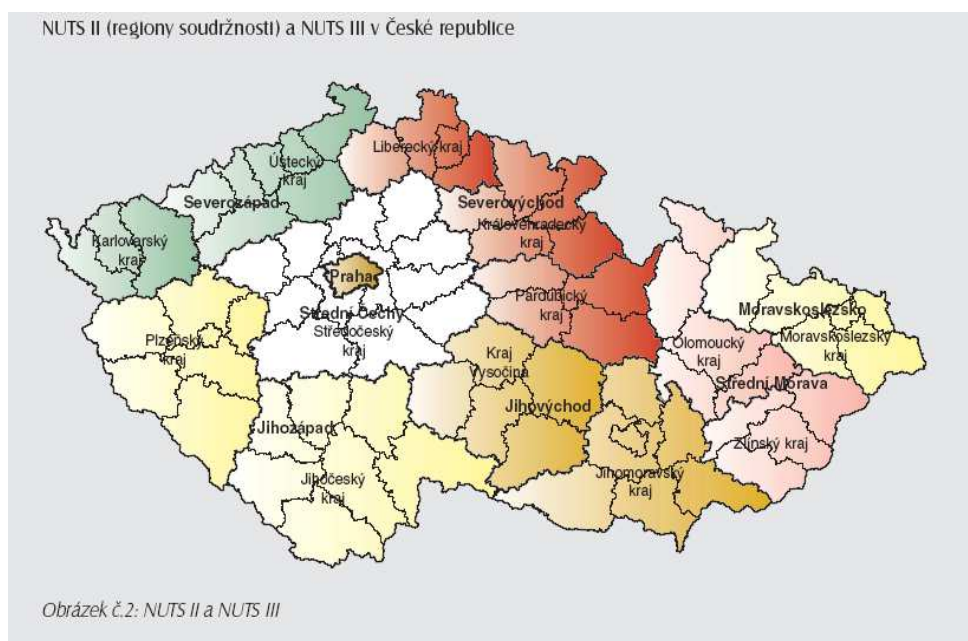 NUTS II (regiony soudržnosti) a NUTS III v České republice
Liberecký kraj
Ústecký
kraj
Severozápad
Severovýchod
Královéhradecký
kraj
Karlovarský
kraj
Praha
Pardubický
kraj
Střední Čechy
Středočeský
kraj
Moravskoslezsko
Moravskoslezský
kraj
Plzeňský
kraj
Olomoucký
kraj
Kraj
Vysočina
Střední Morava
Jihovýchod
Jihozápad
Zlínský kraj
Jihočeský
kraj
Jihomoravský
kraj
Obrázek č.2: NUTS II a NUTS III